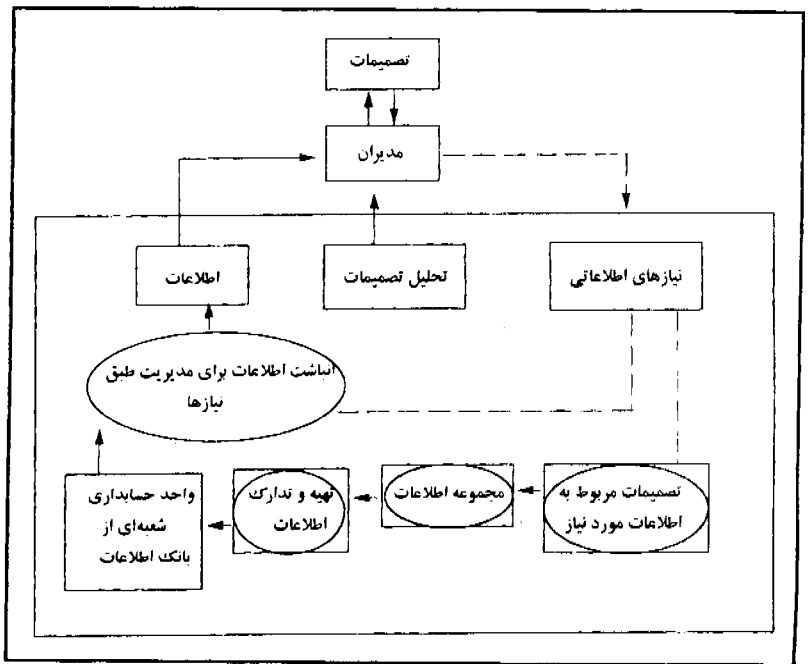 تصمیمات
مدیران
نیازهای اطلاعاتی
تحلیل تصمیمات
اطلاعات
انباشت اطلاعات برای مدیریت طبق
نیازها
تصمیمات مربوط به
اطلاعات مورد نیاز
مجموعه اطلاعات
تهیه و تدارک
اطلاعات
واحد حسابداری
شعبه‌ای از
بانک اطلاعات